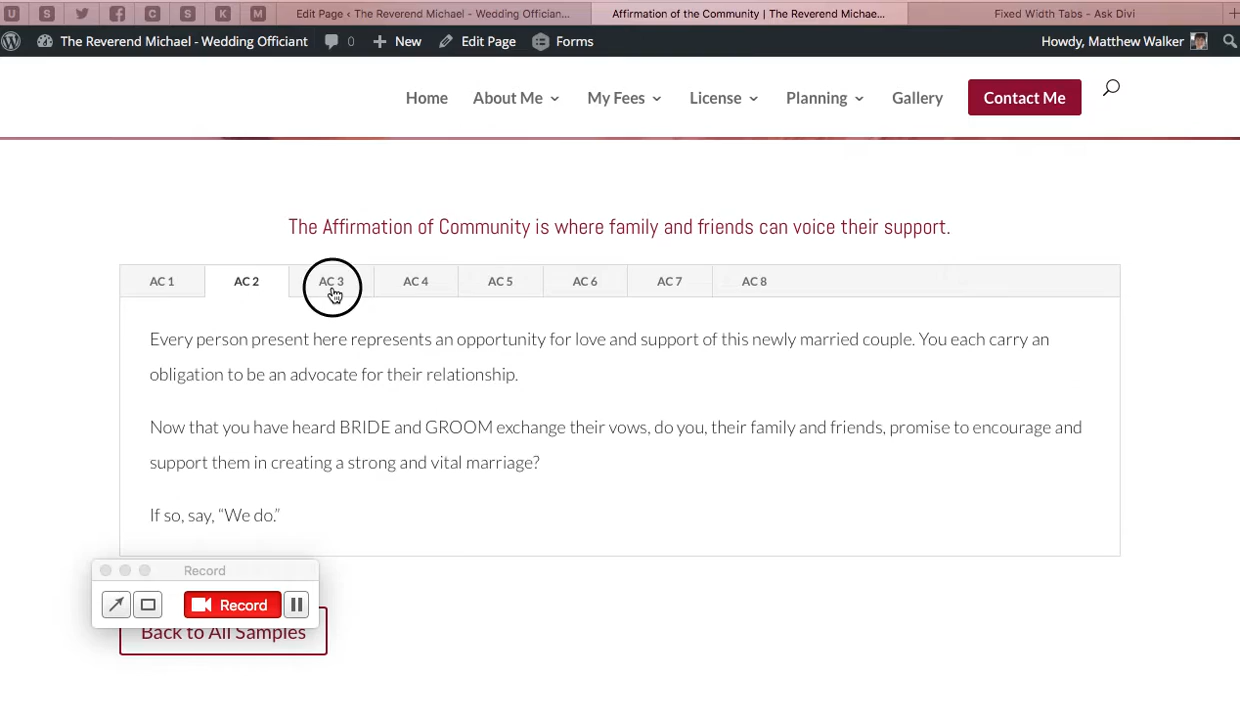 U S C S K M Edit Page ‹ The Reverend Michael - Wedding Offician... Affirmation of the Community | The Reverend Michae... Fixed Width Tabs - Ask Divi
The Reverend Michael - Wedding Officiant 0 New Edit Page Forms Howdy, Matthew Walker
Home About Me My Fees License Planning Gallery Contact Me
The Affirmation of Community is where family and friends can voice their support.
AC 1 AC 2 AC 3 AC 4 AC 5 AC 6 AC 7 AC 8
Every person present here represents an opportunity for love and support of this newly married couple. You each carry an
obligation to be an advocate for their relationship.
Now that you have heard BRIDE and GROOM exchange their vows, do you, their family and friends, promise to encourage and
support them in creating a strong and vital marriage?
If so, say, “We do.”
Record
Record
Back to All Samples